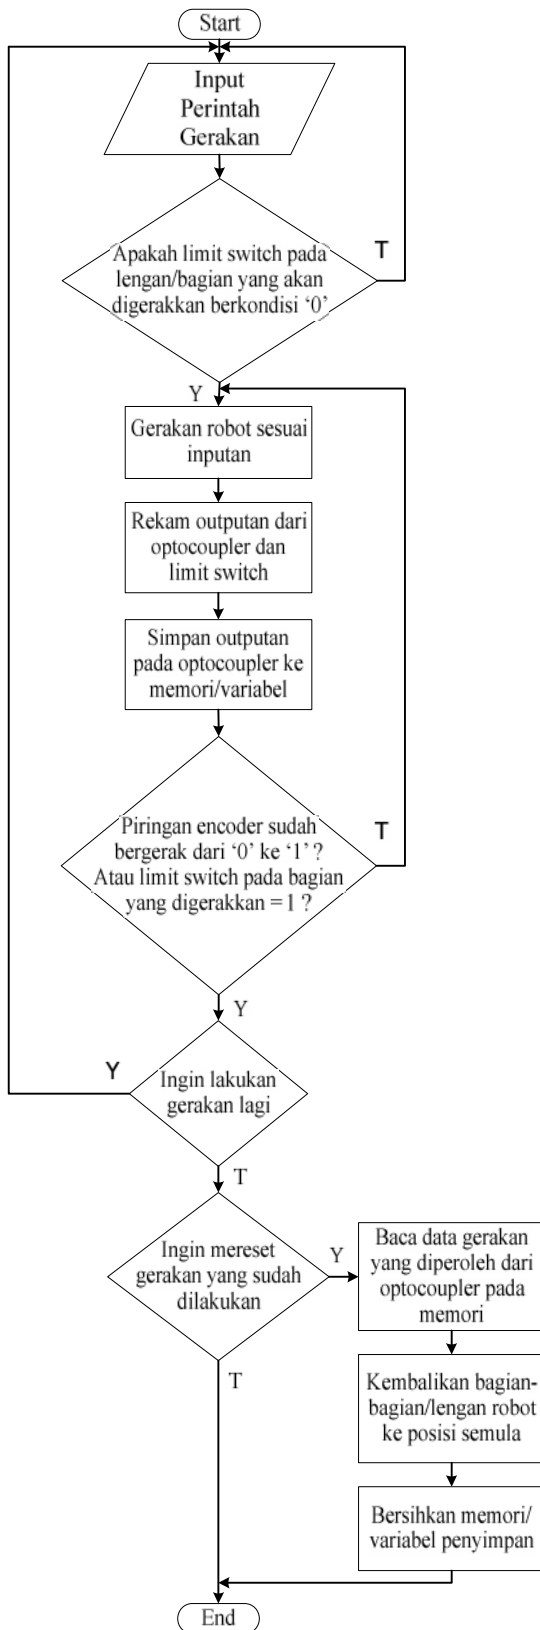 Start
Input
Perintah
Gerakan
Apakah limit switch pada
lengan/bagian yang akan
digerakkan berkondisi ‘0’
T
Y
Gerakan robot sesuai
inputan
Rekam outputan dari
optocoupler dan
limit switch
Simpan outputan
pada optocoupler ke
memori/variabel
Piringan encoder sudah
bergerak dari ‘0’ ke ‘1’ ?
Atau limit switch pada bagian
yang digerakkan =1 ?
T
Y
Ingin lakukan
gerakan lagi
Y
T
Ingin mereset
gerakan yang sudah
dilakukan
Y
Baca data gerakan
yang diperoleh dari
optocoupler pada
memori
T
Kembalikan bagian-
bagian/lengan robot
ke posisi semula
Bersihkan memori/
variabel penyimpan
End